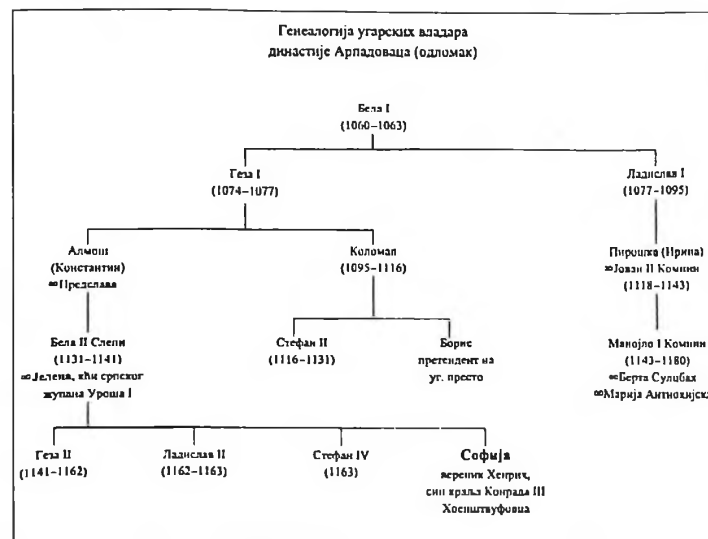 Генеалогија угарских владара
династије Арпадоваца (одломак)
Бела I
(1060–1063)
Геза I
(1074–1077)
Ладислав I
(1077–1095)
Алмош
(Константин)
∞Предслава
Коломан
(1095–1116)
Пирошка (Ирина)
∞Јован II Комнин
(1118–1143)
Бела II Слепи
(1131–1141)
∞Јелена, кћи српског
жупана Уроша I
Стефан II
(1116–1131)
Борис
претендент на
уг. престо
Манојло I Комнин
(1143–1180)
∞Берта Сулцбах
∞Марија Антиохијска
Геза II
(1141–1162)
Ладислав II
(1162–1163)
Стефан IV
(1163)
Софија
вереник Хенрих,
син краља Конрада III
Хоенштауфовца